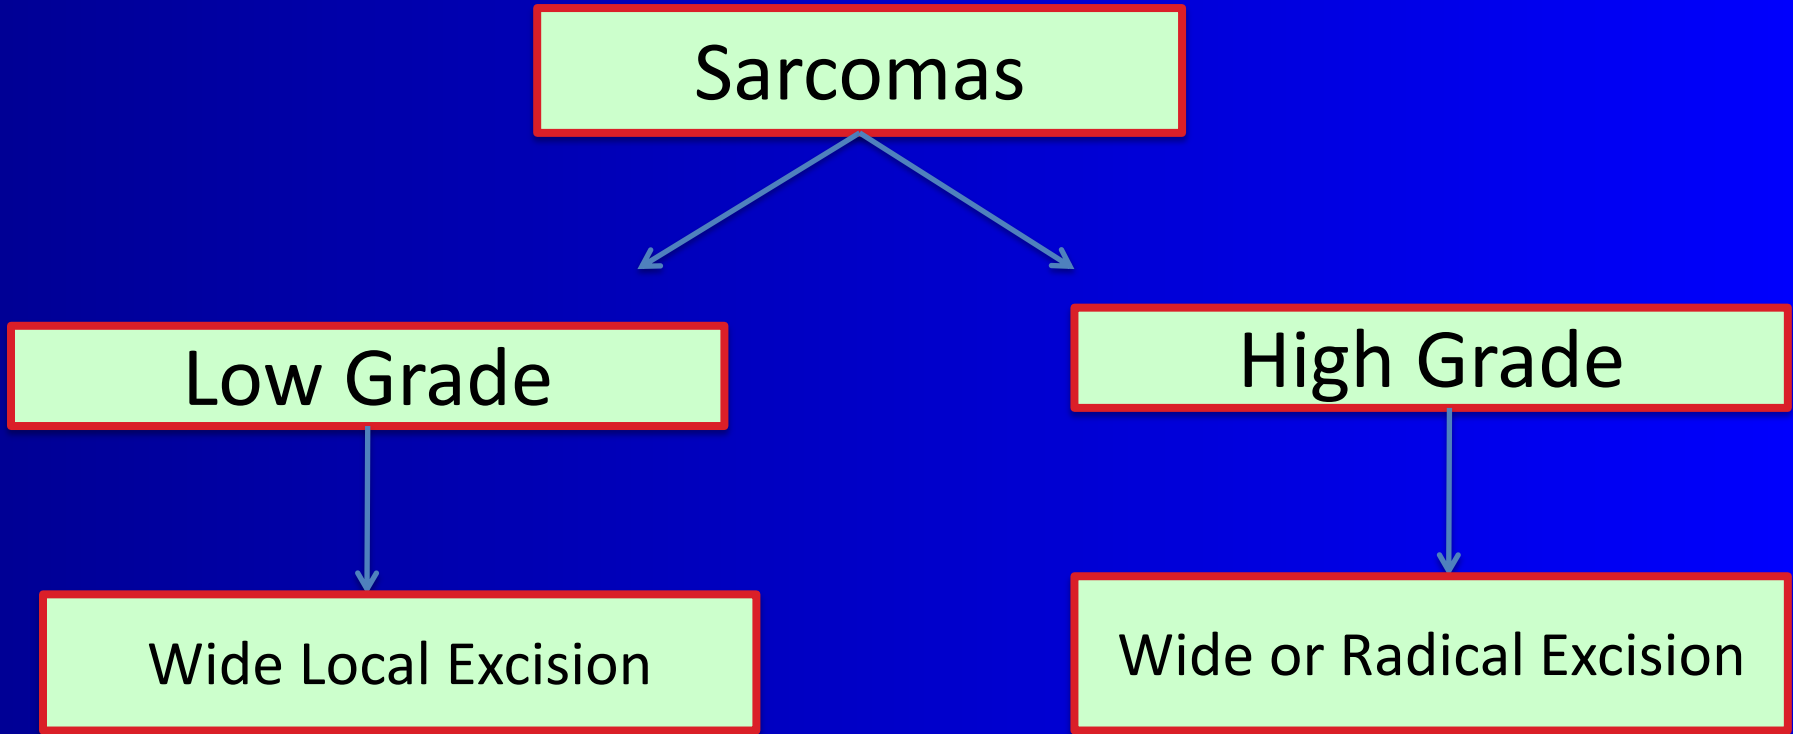 Sarcomas
Low Grade
High Grade
Wide Local Excision
Wide or Radical Excision